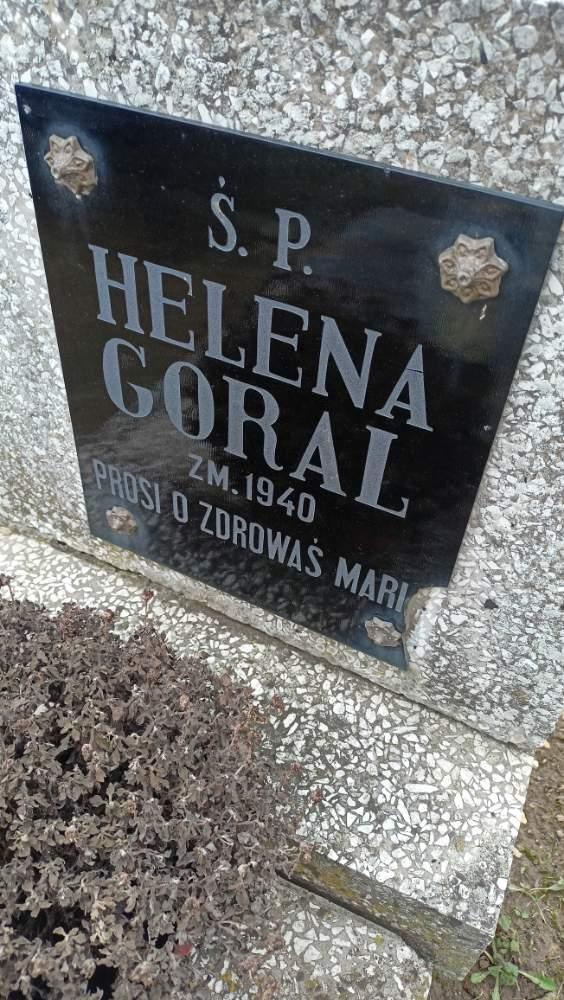 Ś. P.
HELENA
GORAL
ZM. 1940
PROSI O ZDROWAŚ MARI